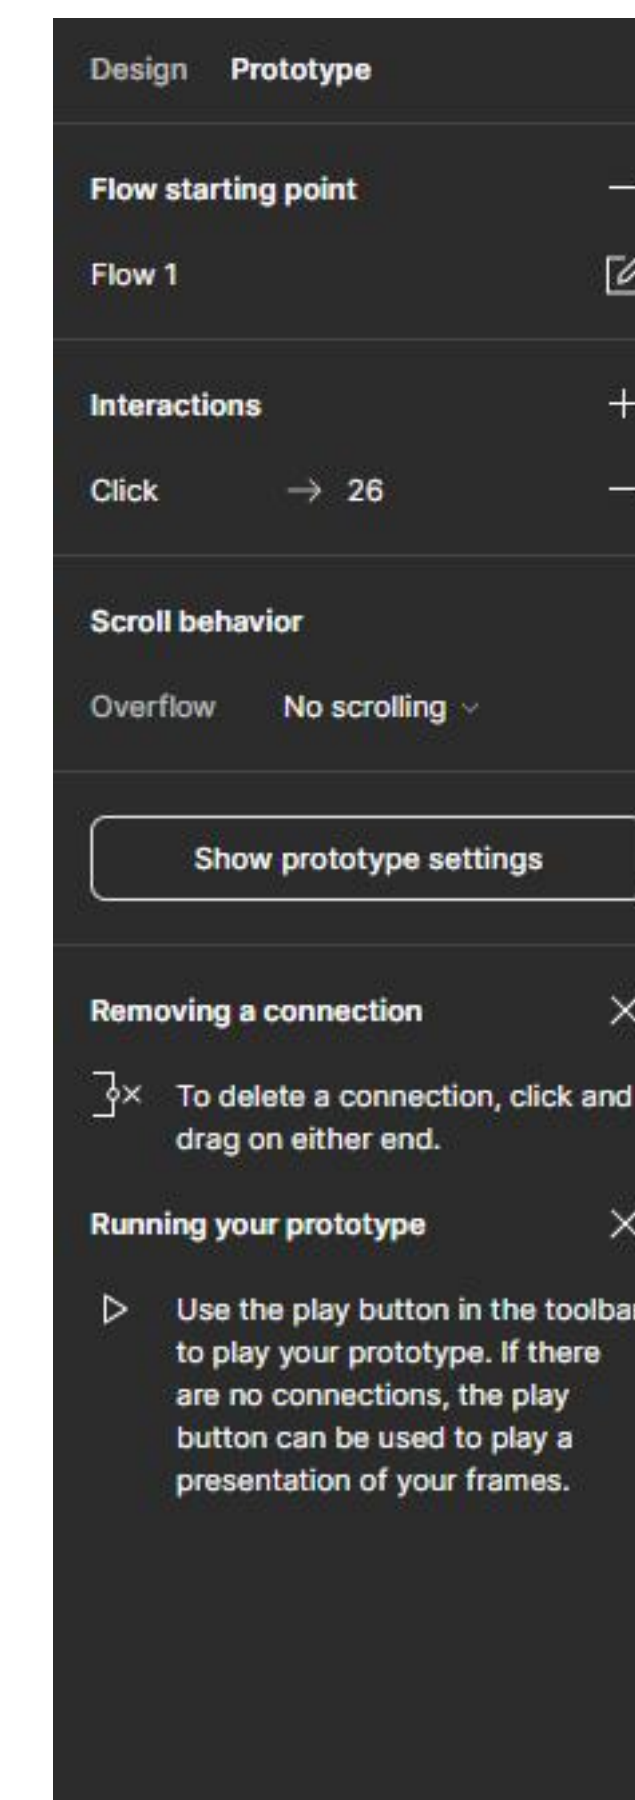 Design Prototype
Flow starting point
Flow 1
Interactions
Click → 26
Scroll behavior
Overflow No scrolling
Show prototype settings
Removing a connection
To delete a connection, click and
drag on either end.
Running your prototype
Use the play button in the toolbar
to play your prototype. If there
are no connections, the play
button can be used to play a
presentation of your frames.